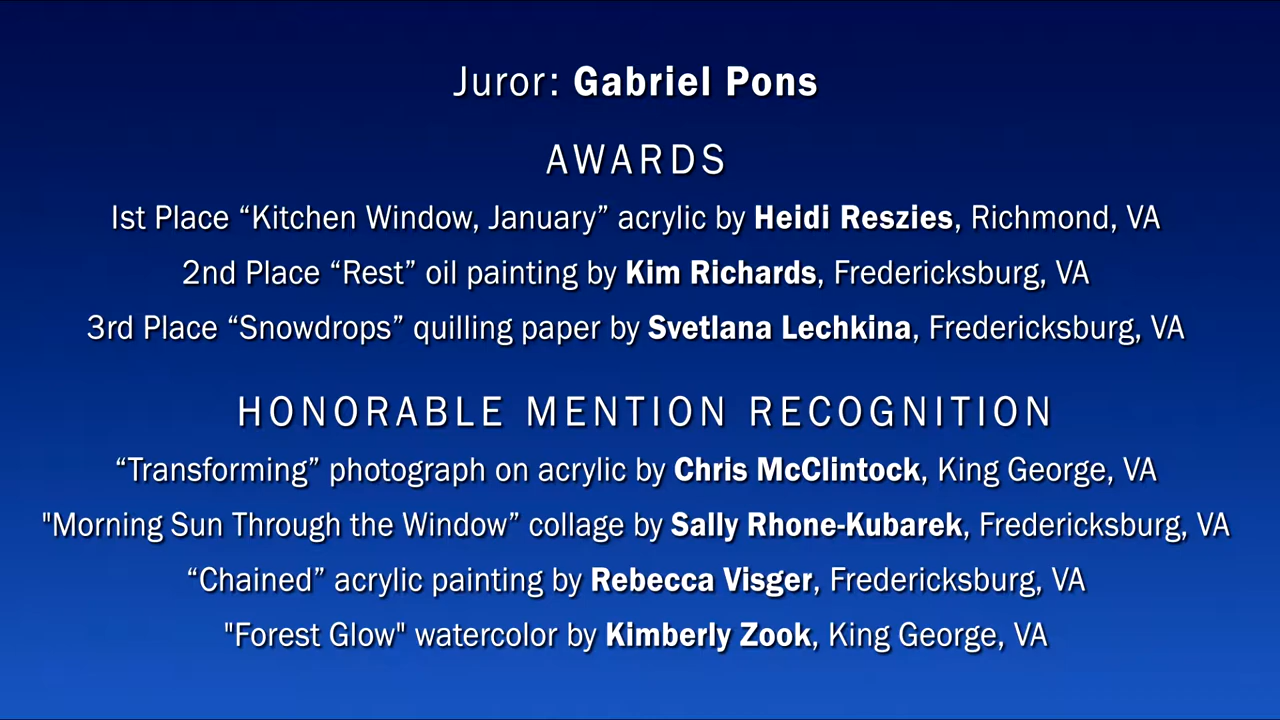 Juror: Gabriel Pons
AWARDS
1st Place “Kitchen Window, January” acrylic by Heidi Reszies, Richmond, VA
2nd Place “Rest” oil painting by Kim Richards, Fredericksburg, VA
3rd Place “Snowdrops” quilling paper by Svetlana Lechkina, Fredericksburg, VA
HONORABLE MENTION RECOGNITION
“Transforming” photograph on acrylic by Chris McClintock, King George, VA
"Morning Sun Through the Window” collage by Sally Rhone-Kubarek, Fredericksburg, VA
“Chained” acrylic painting by Rebecca Visger, Fredericksburg, VA
"Forest Glow" watercolor by Kimberly Zook, King George, VA